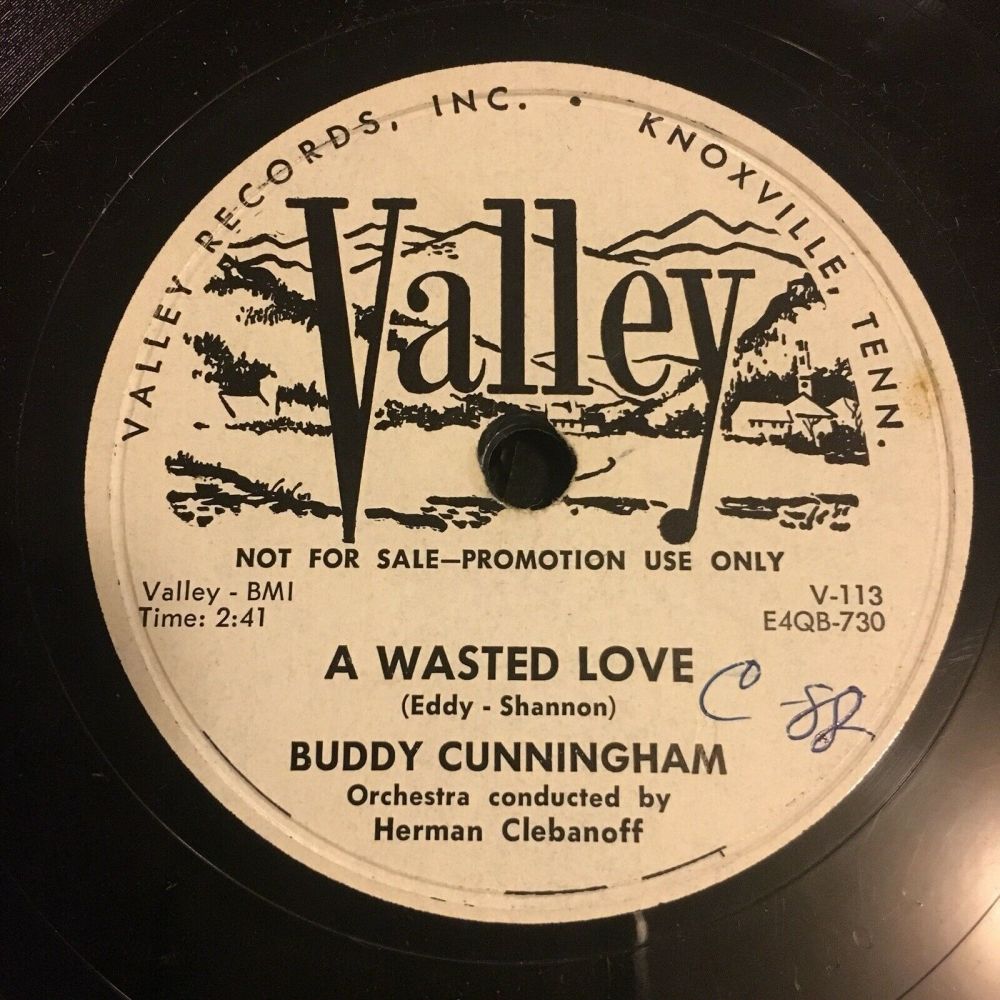 VALLEY RECORDS, INC. • KNOXVILLE, TENN.
Valley
NOT FOR SALE—PROMOTION USE ONLY
Valley - BMI
Time: 2:41
V-113
E4QB-730
A WASTED LOVE
(Eddy - Shannon)
BUDDY CUNNINGHAM
Orchestra conducted by
Herman Clebanoff